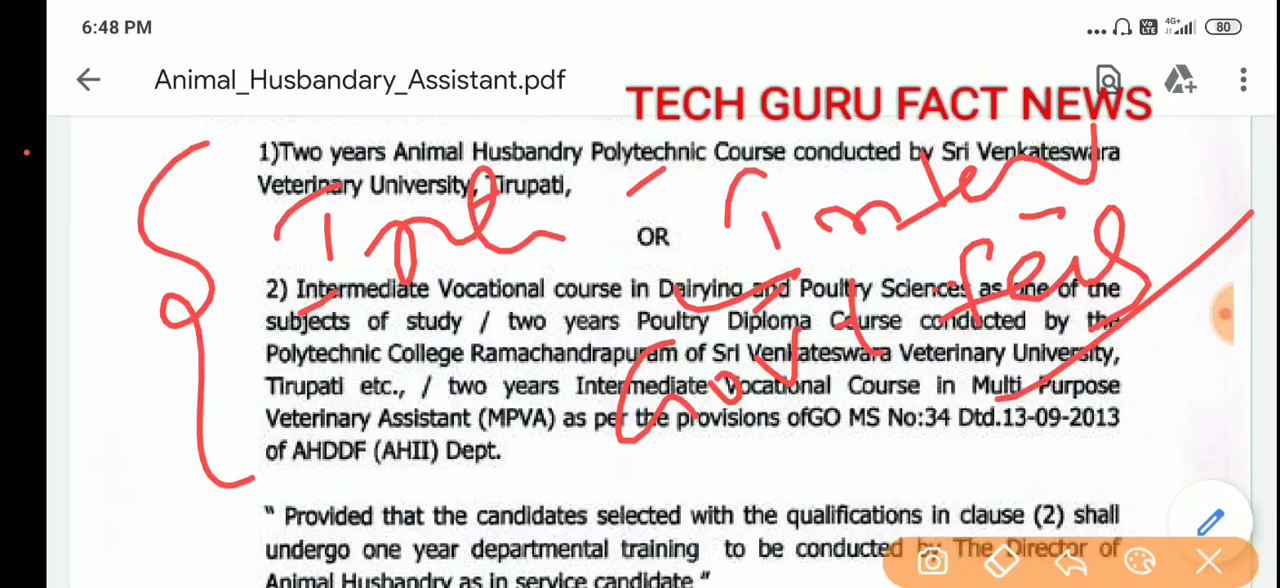 6:48 PM
4G+
Vo LTE
80
Animal_Husbandary_Assistant.pdf
TECH GURU FACT NEWS
1)Two years Animal Husbandry Polytechnic Course conducted by Sri Venkateswara
Veterinary University, Tirupati,
OR
2) Intermediate Vocational course in Dairying and Poultry Sciences as one of the
subjects of study / two years Poultry Diploma Course conducted by the
Polytechnic College Ramachandrapuram of Sri Venkateswara Veterinary University,
Tirupati etc., / two years Intermediate Vocational Course in Multi Purpose
Veterinary Assistant (MPVA) as per the provisions ofGO MS No:34 Dtd.13-09-2013
of AHDDF (AHII) Dept.
" Provided that the candidates selected with the qualifications in clause (2) shall
undergo one year departmental training to be conducted by The Director of
Animal Husbandry as in service candidate "